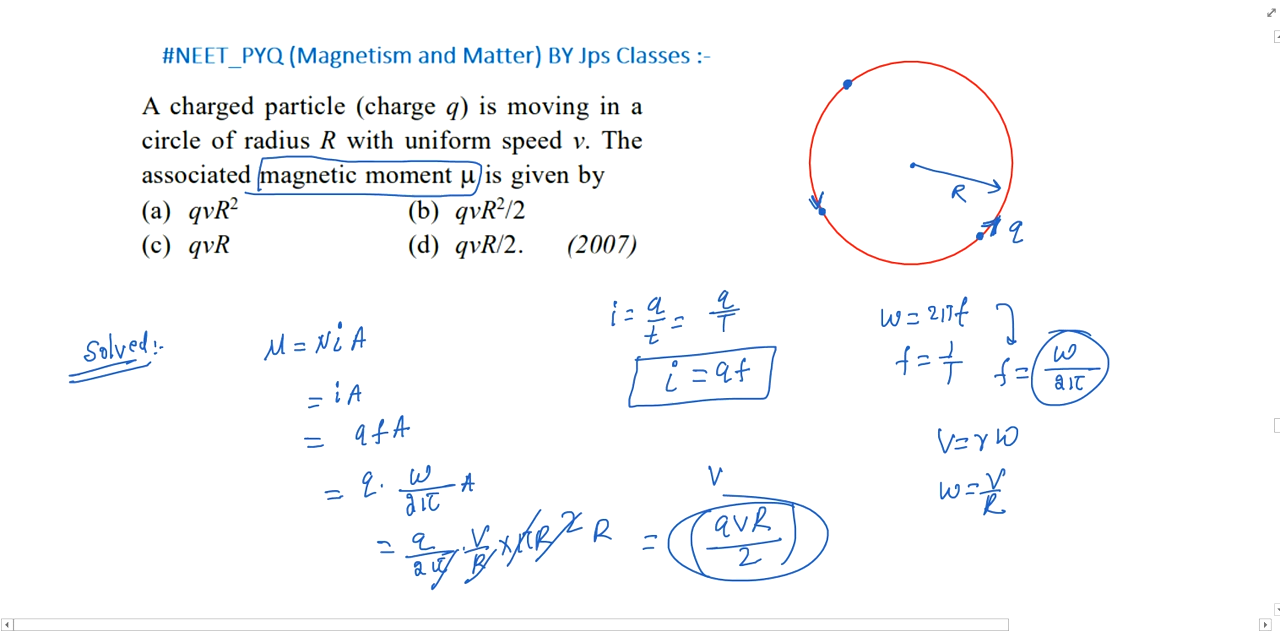 #NEET_PYQ (Magnetism and Matter) BY Jps Classes :-
A charged particle (charge q) is moving in a
circle of radius R with uniform speed v. The
associated magnetic moment μ is given by
(a) qvR² (b) qvR²/2
(c) qvR (d) qvR/2. (2007)
R
q
Solved:-
M = NiA
= iA
= qfA
= q · ω/2π A
= q/2π · V/R × πR² R = qvR/2
V
i = q/t = q/T
i = qf
ω = 2πf
f = 1/T f = ω/2π
V = rω
ω = V/R